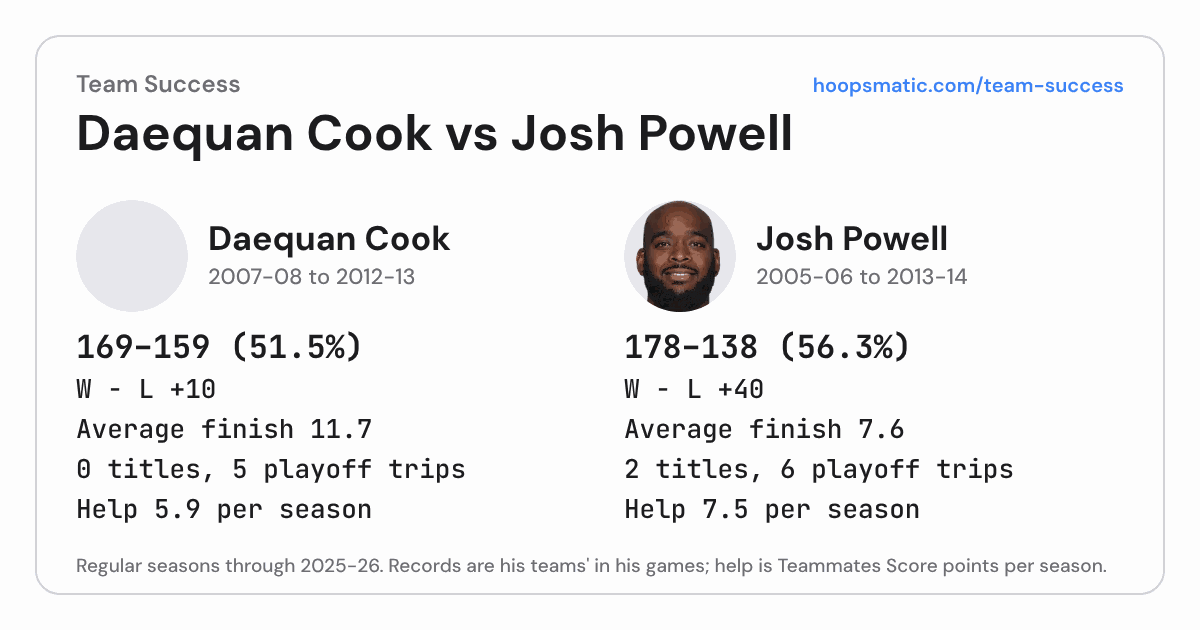 Team Success
hoopsmatic.com/team-success
Daequan Cook vs Josh Powell
Daequan Cook
2007-08 to 2012-13
169-159 (51.5%)
W - L +10
Average finish 11.7
0 titles, 5 playoff trips
Help 5.9 per season
Josh Powell
2005-06 to 2013-14
178-138 (56.3%)
W - L +40
Average finish 7.6
2 titles, 6 playoff trips
Help 7.5 per season
Regular seasons through 2025-26. Records are his teams' in his games; help is Teammates Score points per season.